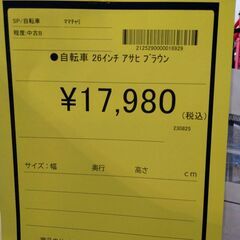 SP/自転車 ママチャリ
程度:中古B
2125290000018929
●自転車 26インチ アサヒ ブラウン
¥17,980
(税込)
230825
サイズ:幅 奥行 高さ cm